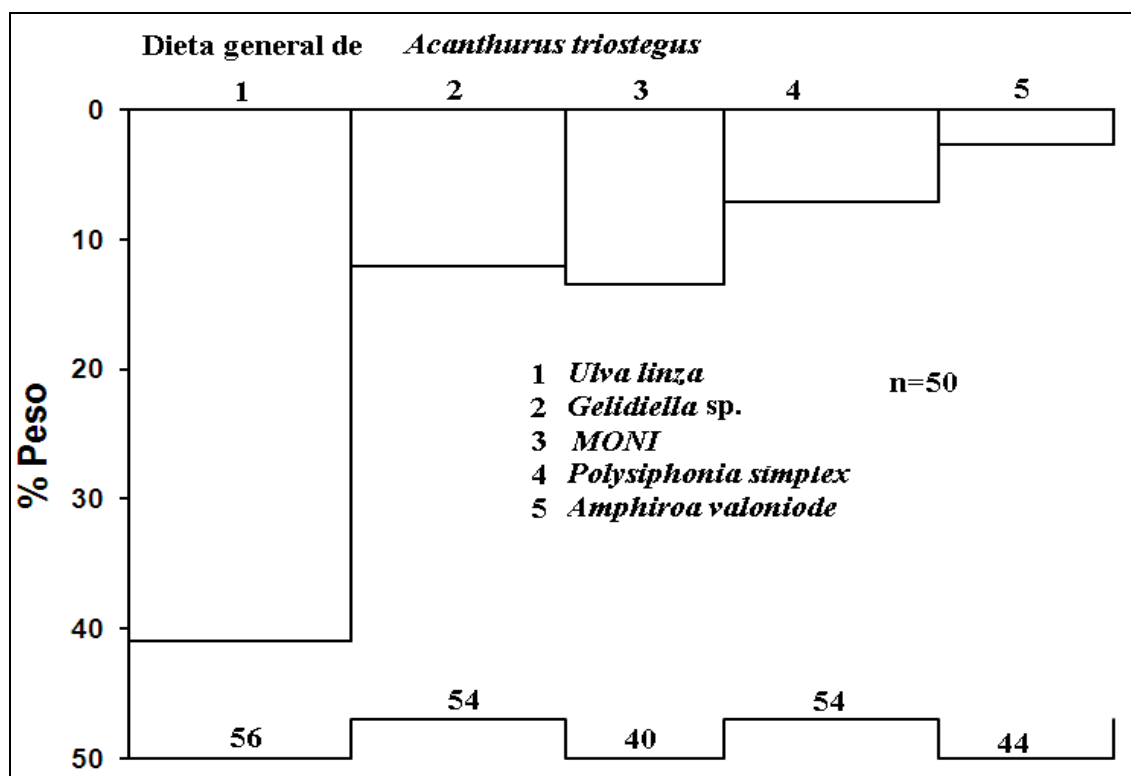 Dieta general de Acanthurus triostegus
1 2 3 4 5
0
10
20
30
40
50
% Peso
1 Ulva linza
2 Gelidiella sp.
3 MONI
4 Polysiphonia simptex
5 Amphiroa valoniode
n=50
56 54 40 54 44